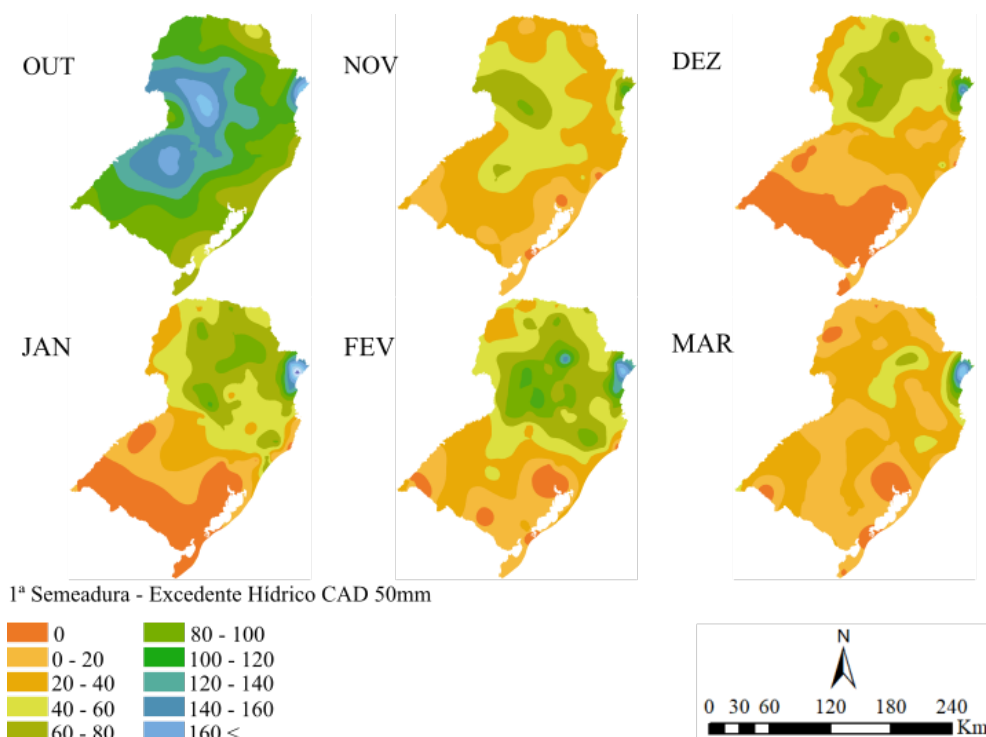 OUT
NOV
DEZ
JAN
FEV
MAR
1ª Semeadura - Excedente Hídrico CAD 50mm
0
0 - 20
20 - 40
40 - 60
60 - 80
80 - 100
100 - 120
120 - 140
140 - 160
160 <
N
0 30 60 120 180 240
Km